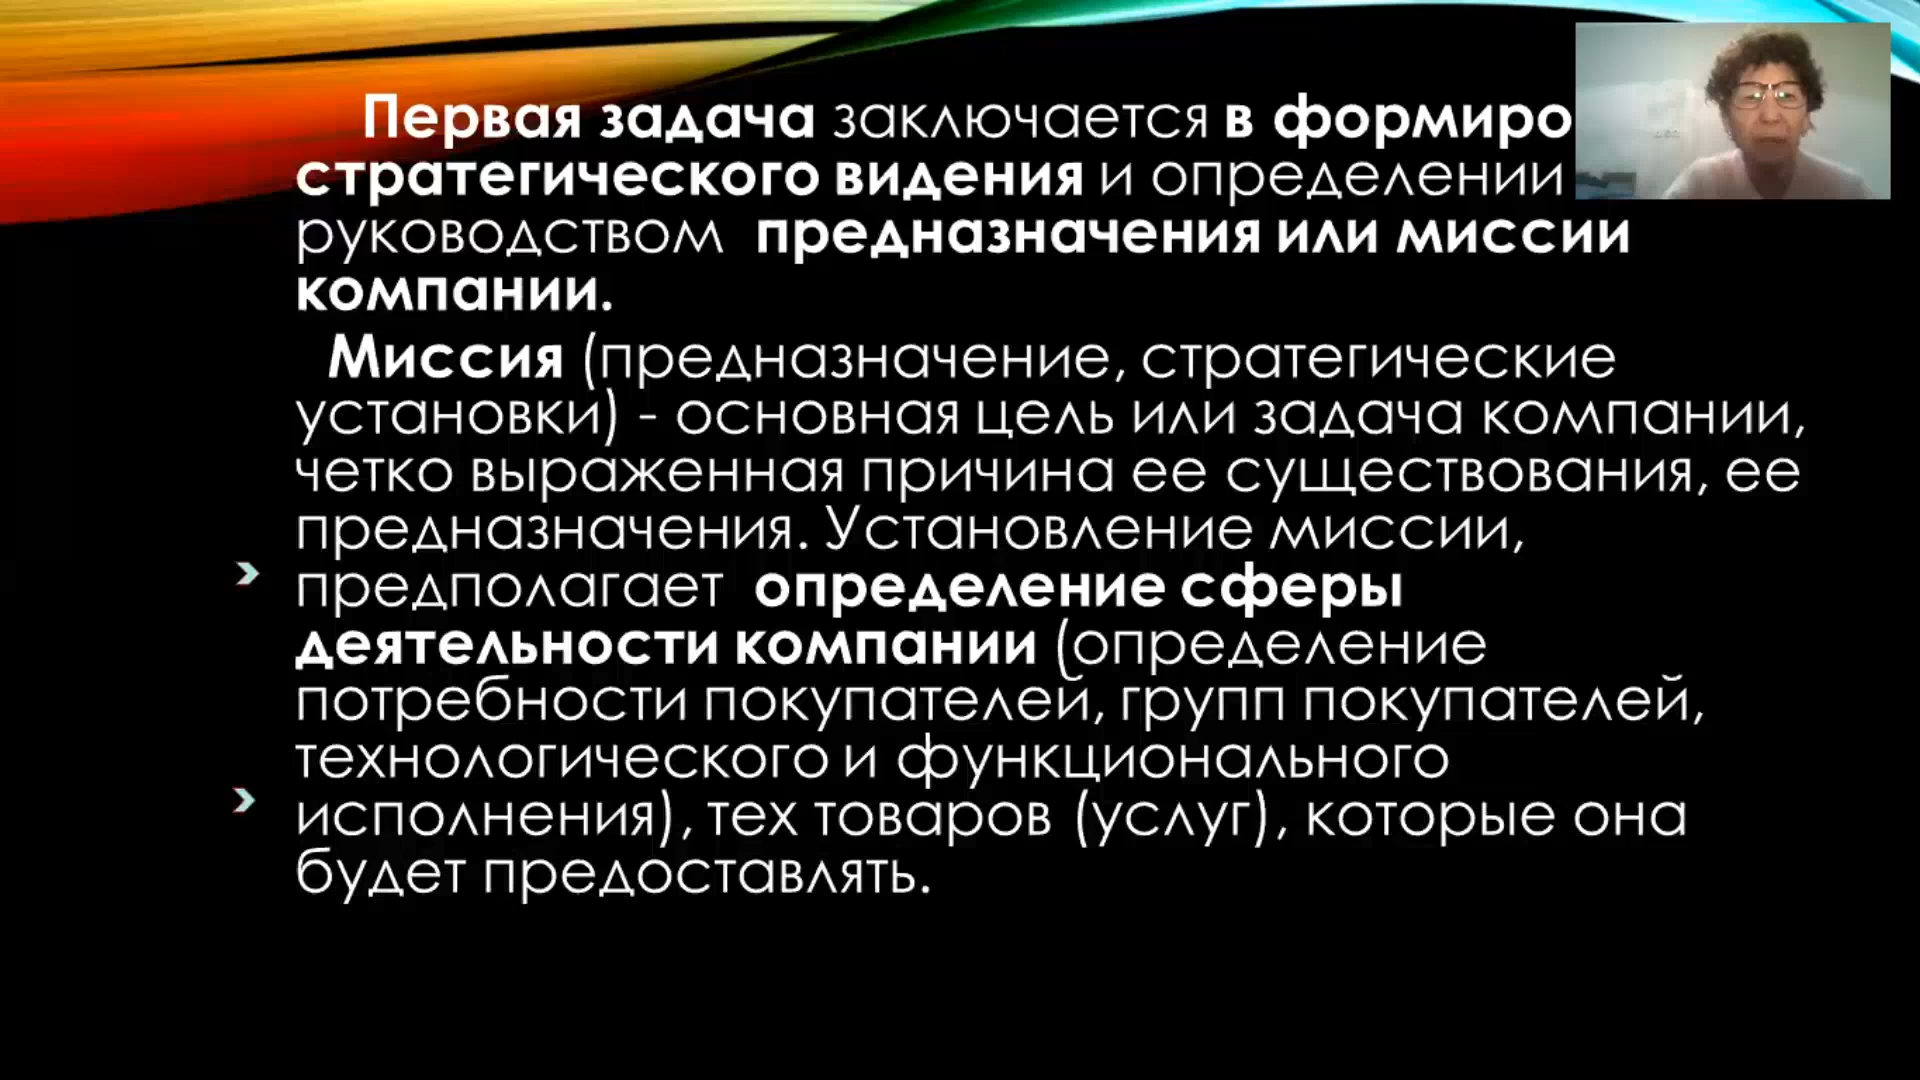 Первая задача заключается в формиро
стратегического видения и определении
руководством предназначения или миссии
компании.
Миссия (предназначение, стратегические
установки) - основная цель или задача компании,
четко выраженная причина ее существования, ее
предназначения. Установление миссии,
предполагает определение сферы
деятельности компании (определение
потребности покупателей, групп покупателей,
технологического и функционального
исполнения), тех товаров (услуг), которые она
будет предоставлять.